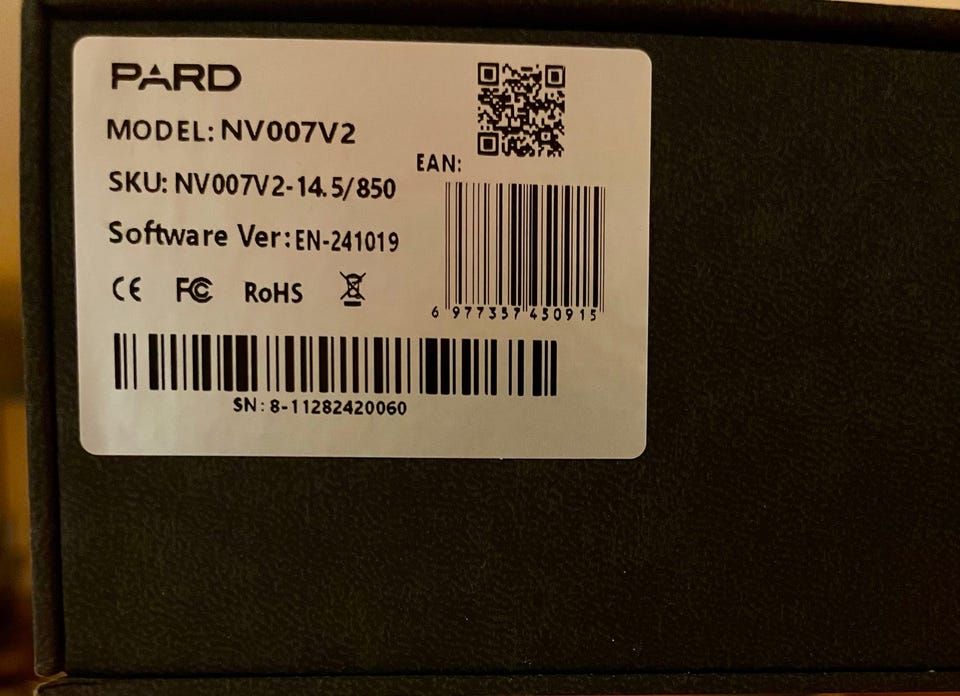 PARD
MODEL: NV007V2
SKU: NV007V2-14.5/850
Software Ver:EN-241019
CE FC RoHS
EAN:
6 977357 450915
SN: 8-11282420060